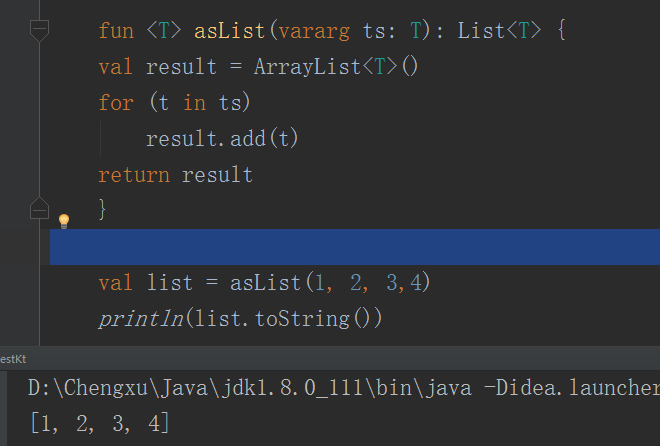 fun <T> asList(vararg ts: T): List<T> {
val result = ArrayList<T>()
for (t in ts)
result.add(t)
return result
}
val list = asList(1, 2, 3,4)
println(list.toString())
estKt
D:\Chengxu\Java\jdk1.8.0_111\bin\java -Didea.launcher
[1, 2, 3, 4]